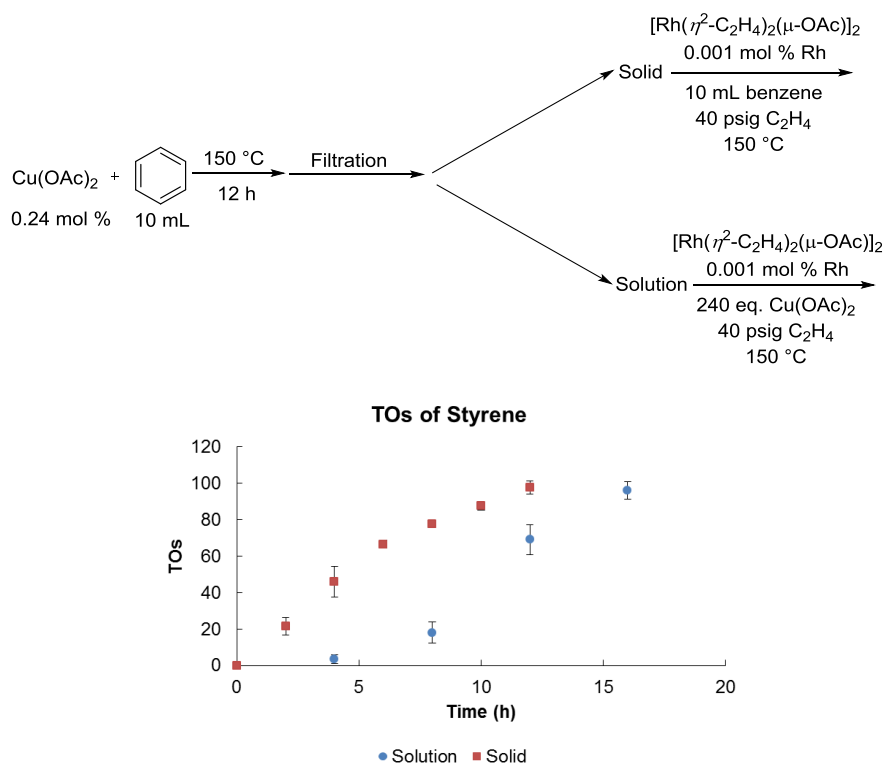 [Rh(η²-C₂H₄)₂(μ-OAc)]₂
0.001 mol % Rh
Solid
10 mL benzene
40 psig C₂H₄
150 °C
Cu(OAc)₂ +
0.24 mol %
10 mL
150 °C
12 h
Filtration
[Rh(η²-C₂H₄)₂(μ-OAc)]₂
0.001 mol % Rh
Solution
240 eq. Cu(OAc)₂
40 psig C₂H₄
150 °C
TOs of Styrene
120
100
80
60
40
20
0
TOs
0 5 10 15 20
Time (h)
Solution Solid